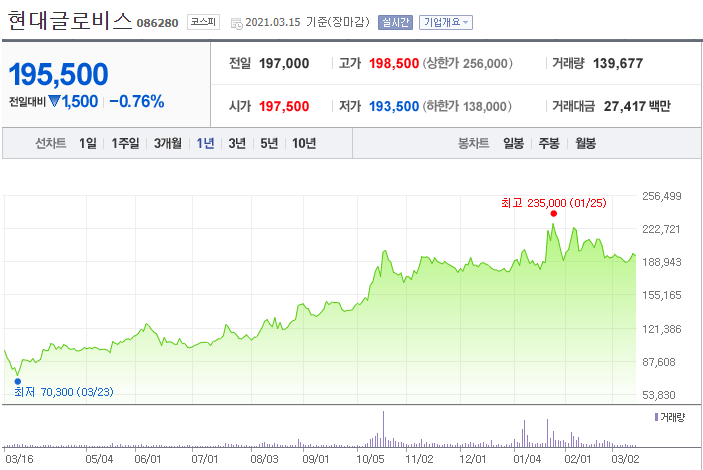 현대글로비스 086280 코스피 2021.03.15 기준(장마감) 실시간 기업개요
195,500
전일대비 ▼1,500 -0.76%
전일 197,000 고가 198,500 (상한가 256,000) 거래량 139,677
시가 197,500 저가 193,500 (하한가 138,000) 거래대금 27,417 백만
선차트 1일 1주일 3개월 1년 3년 5년 10년 봉차트 일봉 주봉 월봉
최고 235,000 (01/25)
256,499
222,721
188,943
155,165
121,386
87,608
53,830
최저 70,300 (03/23)
거래량
03/16 05/04 06/01 07/01 08/03 09/01 10/05 11/02 12/01 01/04 02/01 03/02